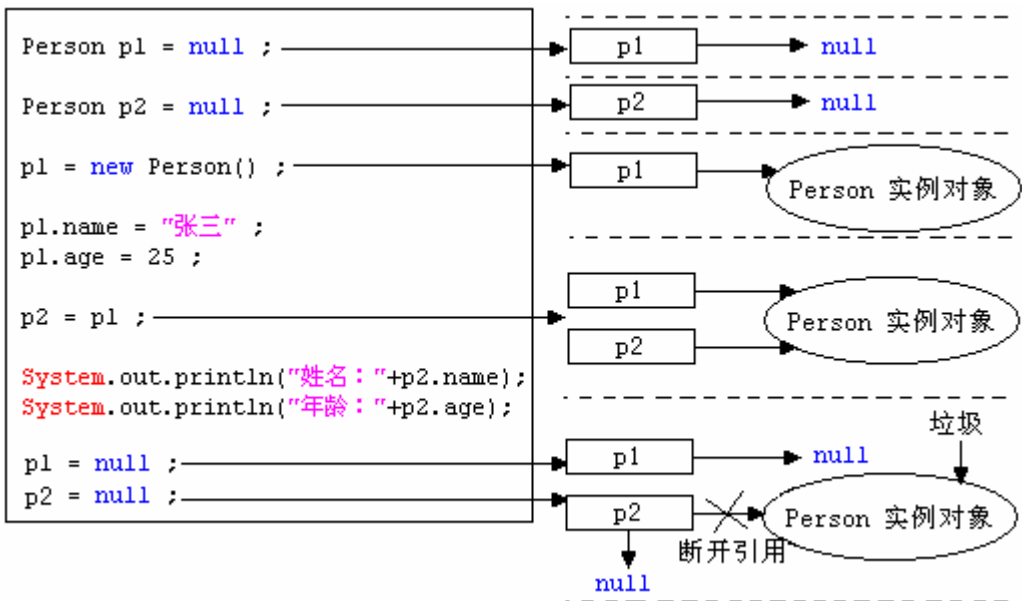 Person p1 = null ;
p1
null
Person p2 = null ;
p2
null
p1 = new Person() ;
p1
Person 实例对象
p1.name = "张三" ;
p1.age = 25 ;
p1
p2 = p1 ;
Person 实例对象
p2
System.out.println("姓名："+p2.name);
System.out.println("年龄："+p2.age);
垃圾
p1 = null ;
p1
null
p2 = null ;
p2
Person 实例对象
断开引用
null